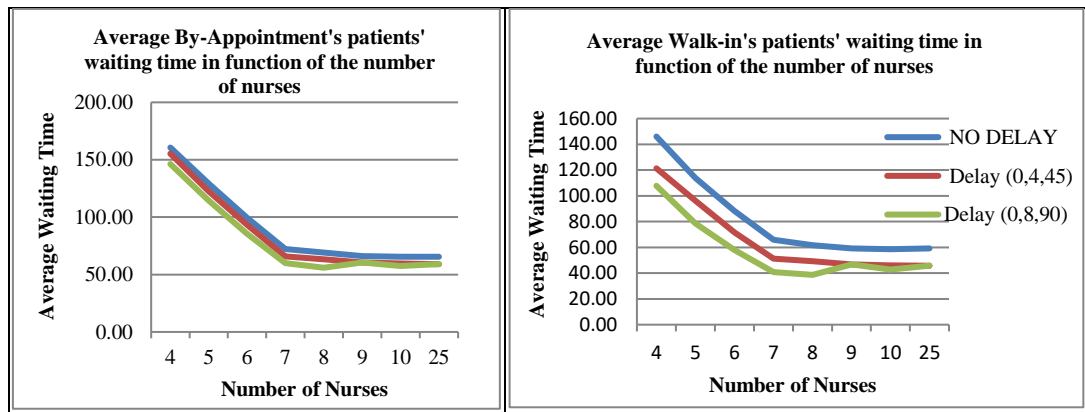 Average By-Appointment's patients'
waiting time in function of the number
of nurses
200.00
150.00
100.00
50.00
0.00
Average Waiting Time
4 5 6 7 8 9 10 25
Number of Nurses
Average Walk-in's patients' waiting time in
function of the number of nurses
160.00
140.00
120.00
100.00
80.00
60.00
40.00
20.00
0.00
Average Waiting Time
4 5 6 7 8 9 10 25
Number of Nurses
NO DELAY
Delay (0,4,45)
Delay (0,8,90)